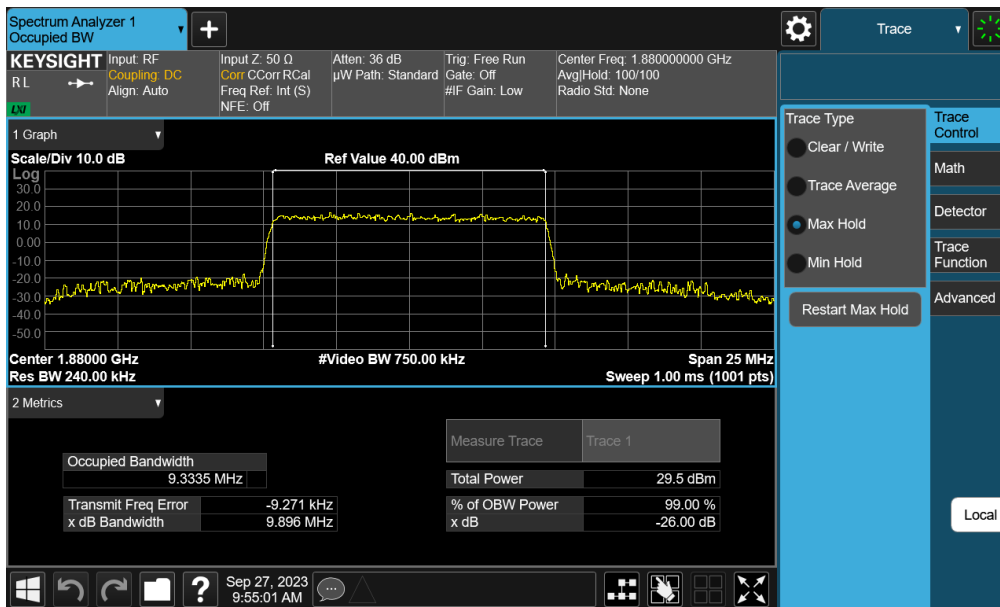 Spectrum Analyzer 1
Occupied BW
Trace
KEYSIGHT
R L
LXI
Input: RF
Coupling: DC
Align: Auto
Input Z: 50 Ω
Corr CCorr RCal
Freq Ref: Int (S)
NFE: Off
Atten: 36 dB
µW Path: Standard
Trig: Free Run
Gate: Off
#IF Gain: Low
Center Freq: 1.880000000 GHz
Avg|Hold: 100/100
Radio Std: None
1 Graph
Scale/Div 10.0 dB
Ref Value 40.00 dBm
Log
30.0
20.0
10.0
0.00
-10.0
-20.0
-30.0
-40.0
-50.0
Center 1.88000 GHz
#Video BW 750.00 kHz
Span 25 MHz
Res BW 240.00 kHz
Sweep 1.00 ms (1001 pts)
2 Metrics
Measure Trace
Trace 1
Occupied Bandwidth
9.3335 MHz
Total Power
29.5 dBm
Transmit Freq Error
-9.271 kHz
% of OBW Power
99.00 %
x dB Bandwidth
9.896 MHz
x dB
-26.00 dB
Trace Type
Clear / Write
Trace Average
Max Hold
Min Hold
Restart Max Hold
Trace
Control
Math
Detector
Trace
Function
Advanced
Local
?
Sep 27, 2023
9:55:01 AM